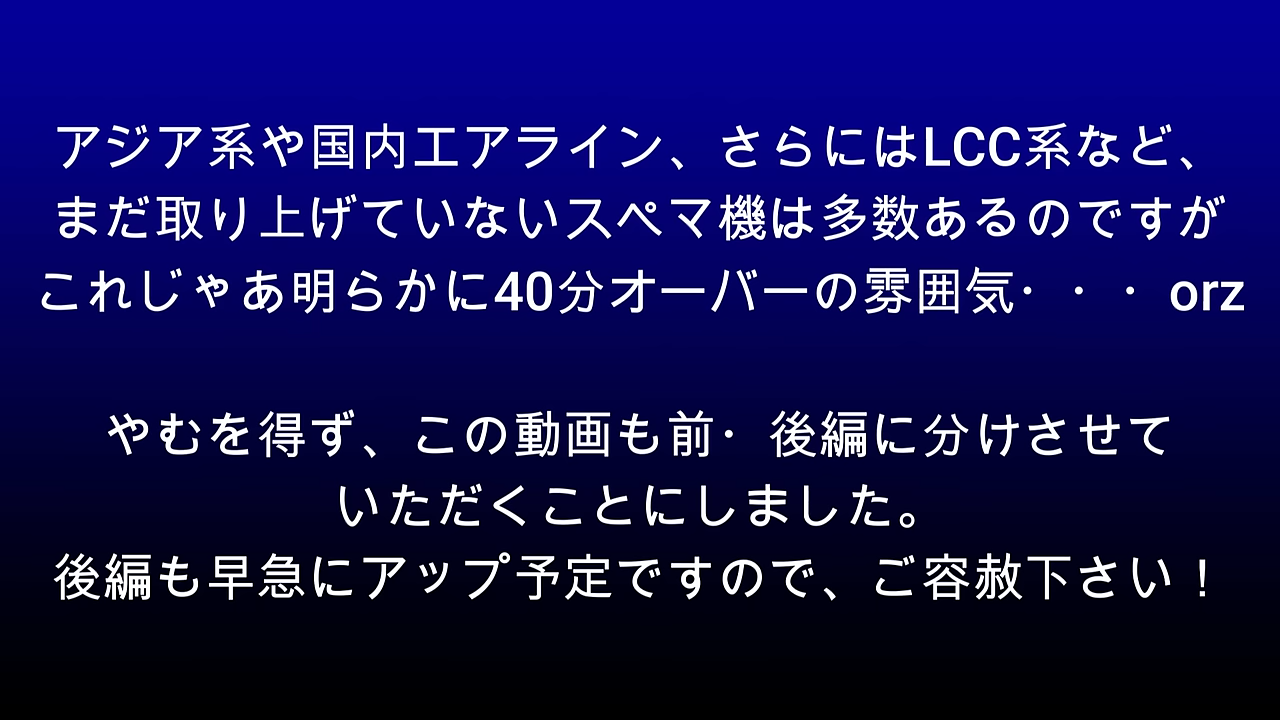 アジア系や国内エアライン、さらにはLCC系など、
まだ取り上げていないスペマ機は多数あるのですが
これじゃあ明らかに40分オーバーの雰囲気・・・orz
やむを得ず、この動画も前・後編に分けさせて
いただくことにしました。
後編も早急にアップ予定ですので、ご容赦下さい！